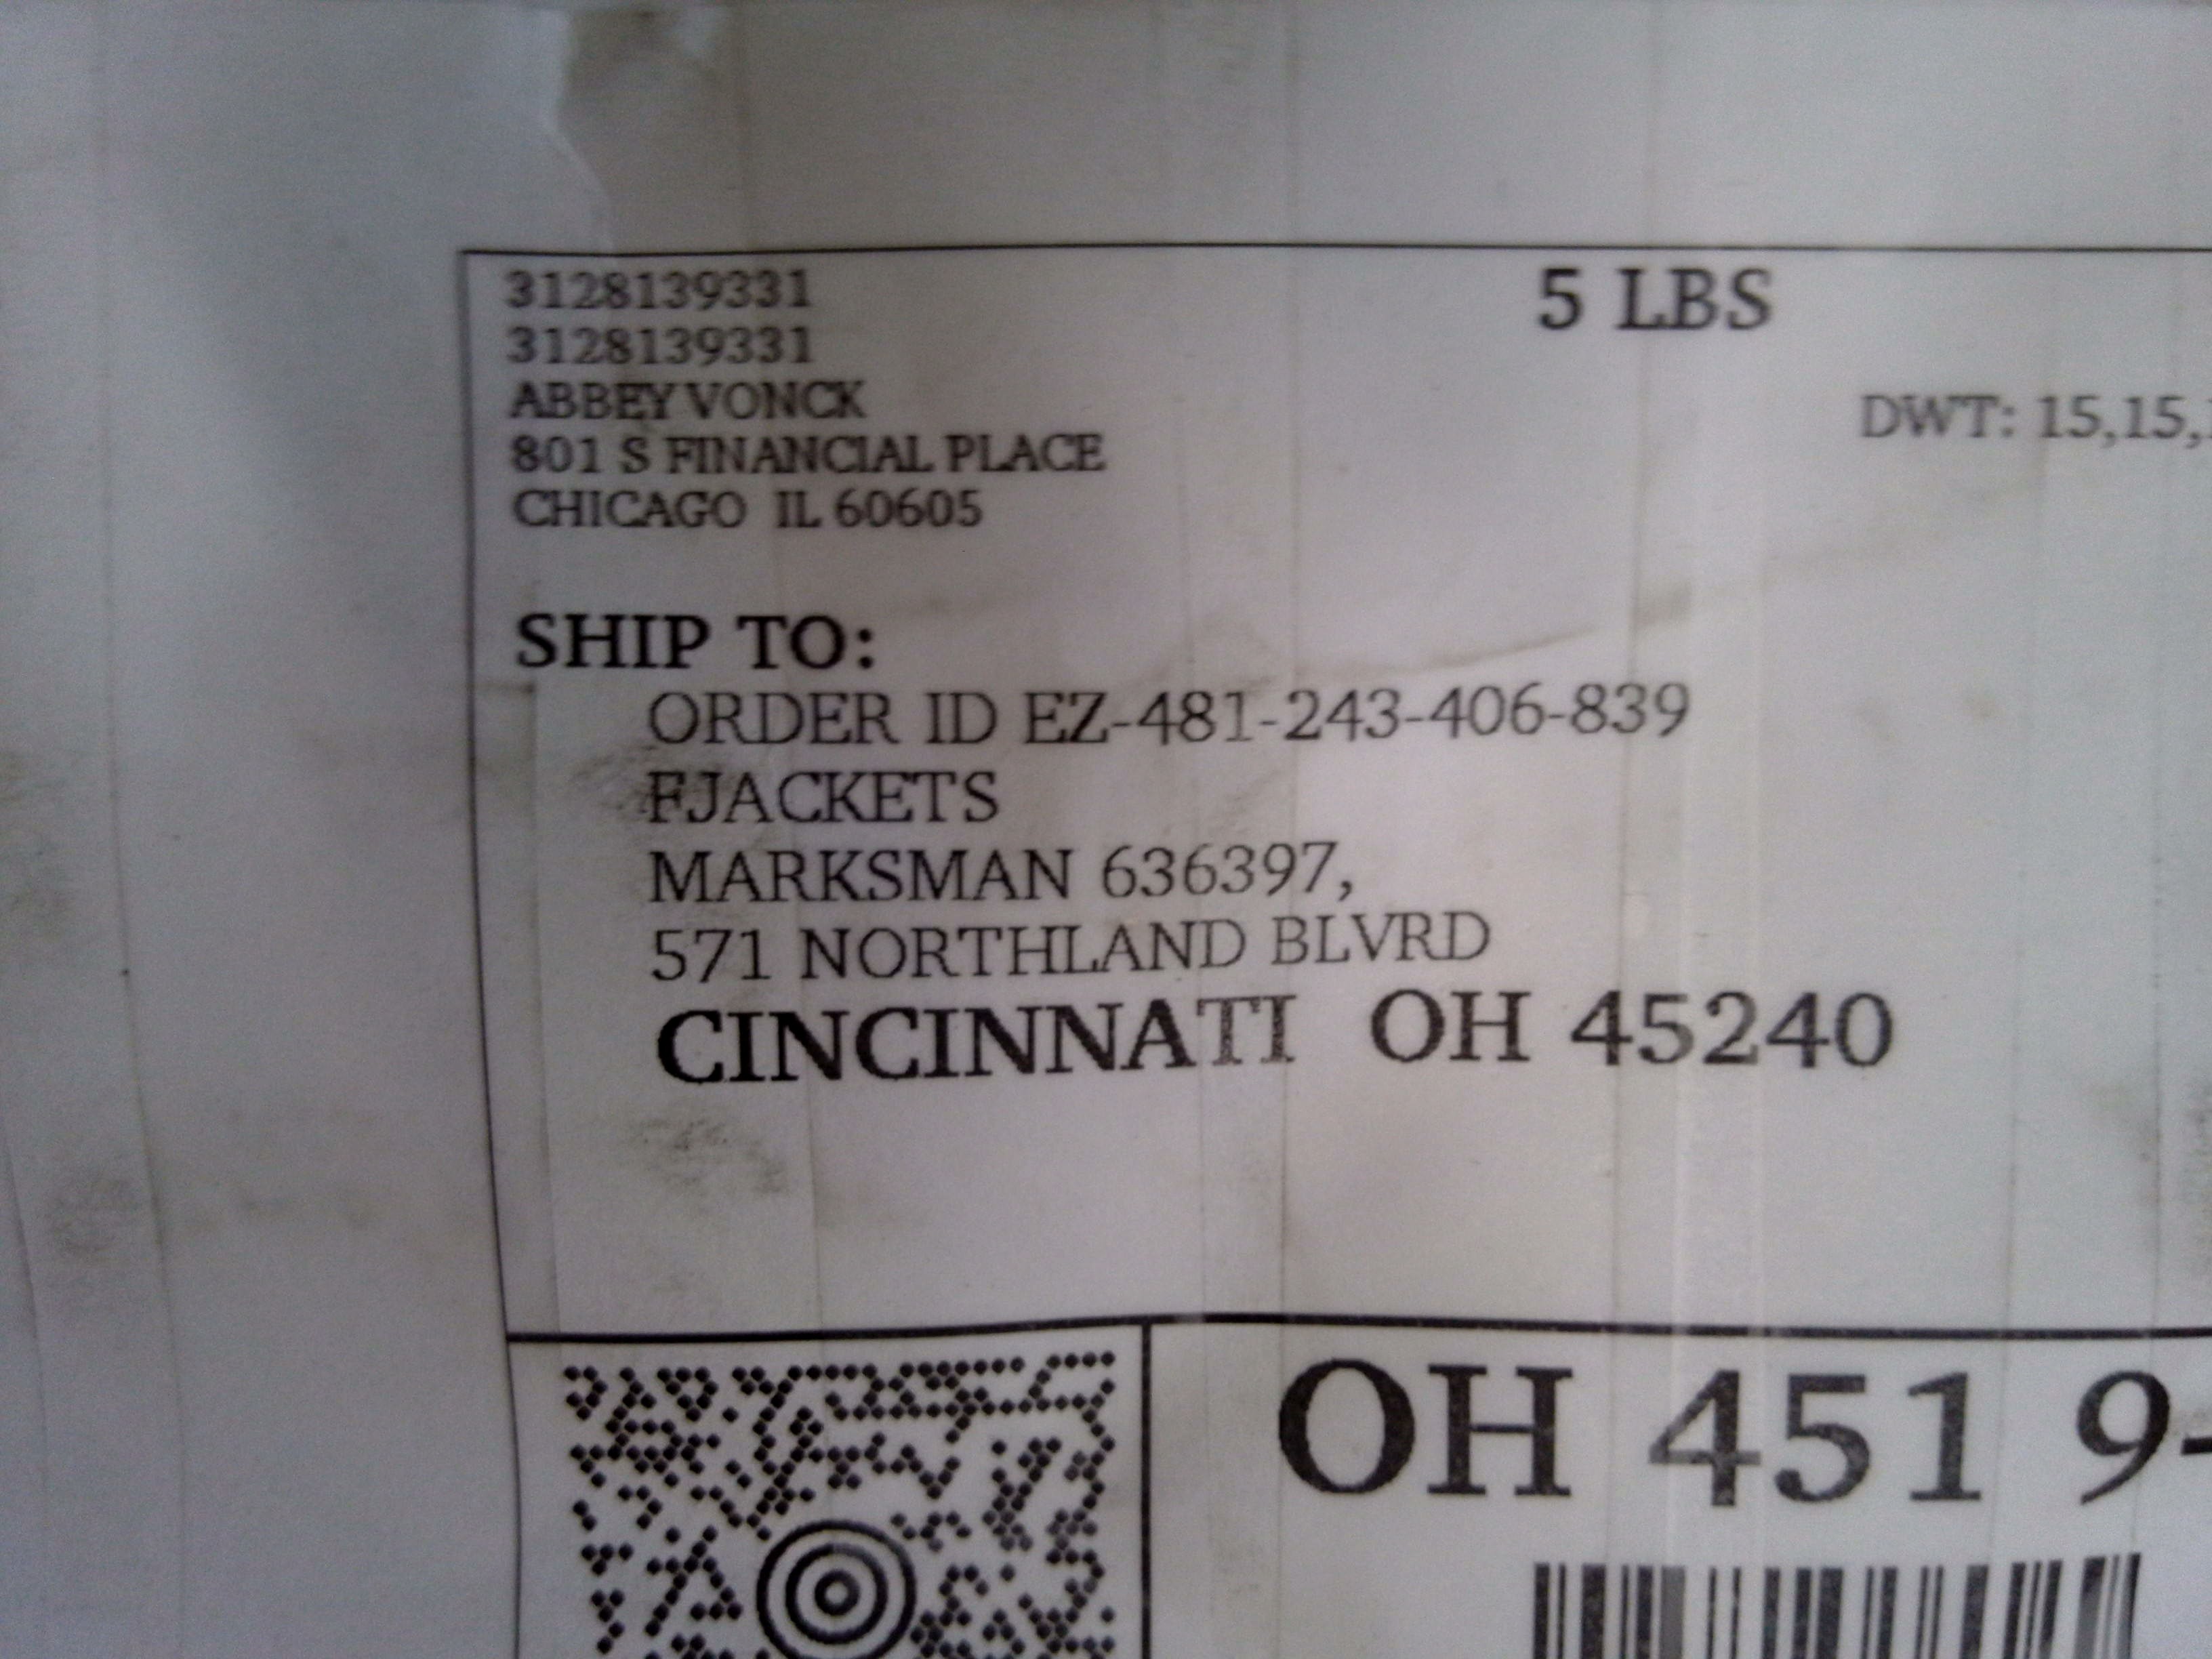 3128139331
3128139331
ABBEY VONCK
801 S FINANCIAL PLACE
CHICAGO IL 60605
5 LBS
DWT: 15,15,
SHIP TO:
ORDER ID EZ-481-243-406-839
FJACKETS
MARKSMAN 636397,
571 NORTHLAND BLVRD
CINCINNATI OH 45240
OH 451 9-